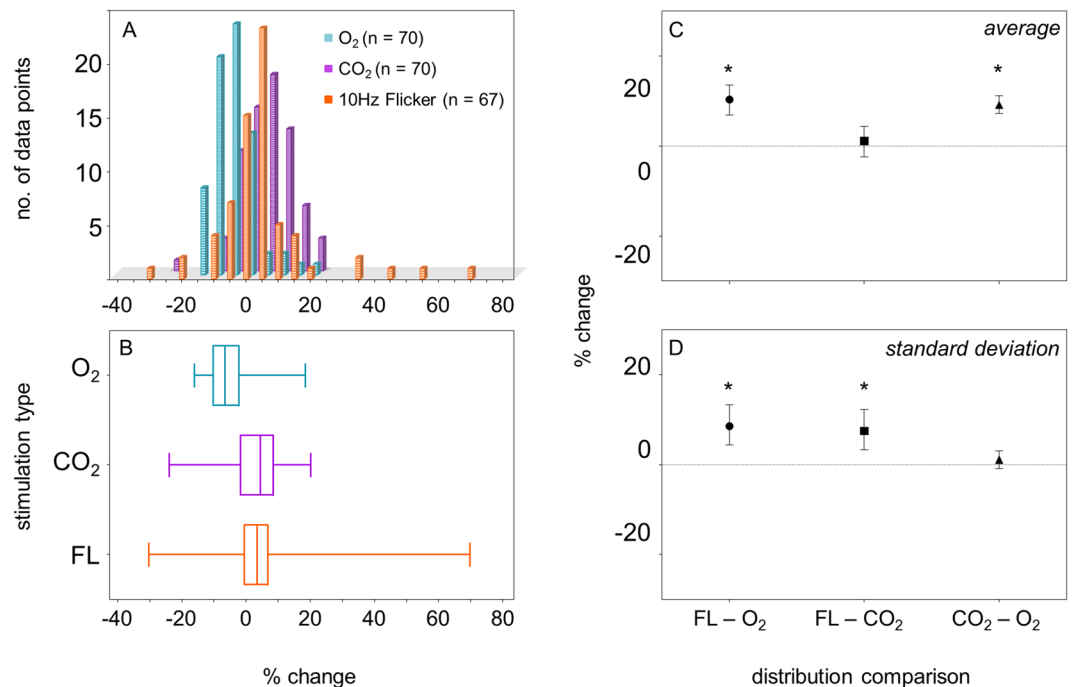 A
O₂ (n = 70)
CO₂ (n = 70)
10Hz Flicker (n = 67)
no. of data points
20
15
10
5
-40 -20 0 20 40 60 80
B
O₂
CO₂
FL
stimulation type
-40 -20 0 20 40 60 80
% change
C
average
*
*
20
0
-20
% change
D
standard deviation
*
*
20
0
-20
FL – O₂ FL – CO₂ CO₂ – O₂
distribution comparison